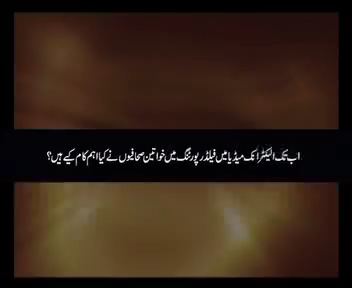 اب تک الیکٹرانک میڈیا میں فیلڈ رپورٹنگ میں خواتین صحافیوں نے کیا اہم کام کیے ہیں؟